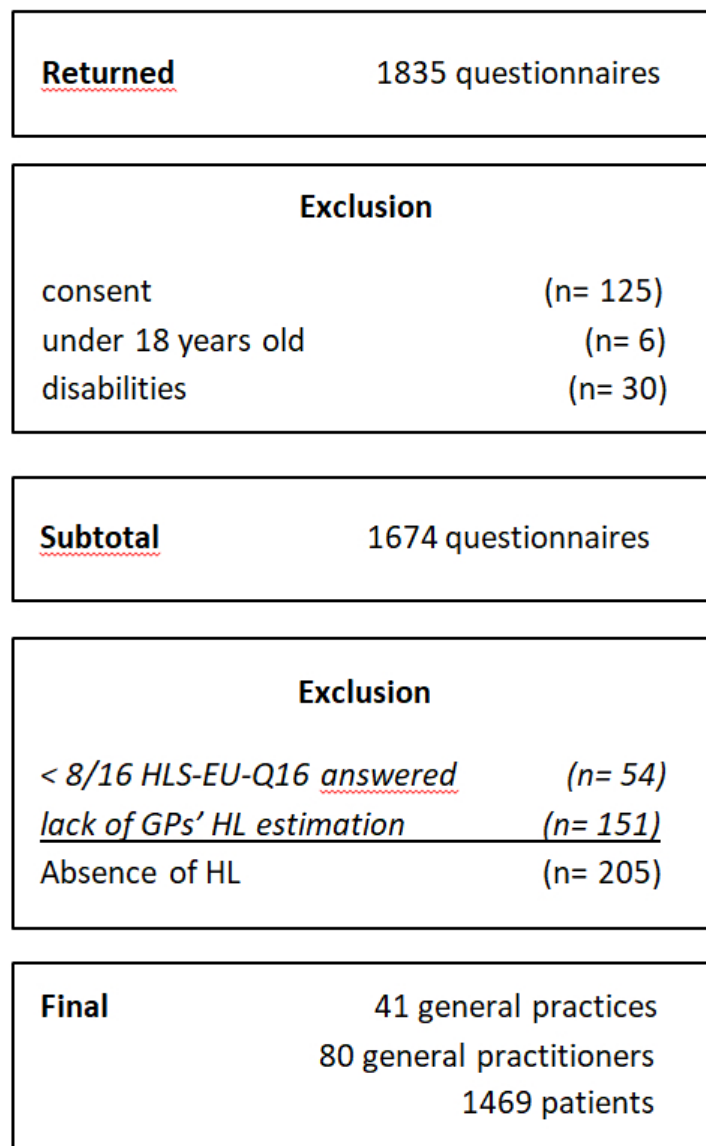 Returned 1835 questionnaires
Exclusion
consent (n= 125)
under 18 years old (n= 6)
disabilities (n= 30)
Subtotal 1674 questionnaires
Exclusion
< 8/16 HLS-EU-Q16 answered (n= 54)
lack of GPs’ HL estimation (n= 151)
Absence of HL (n= 205)
Final 41 general practices
80 general practitioners
1469 patients